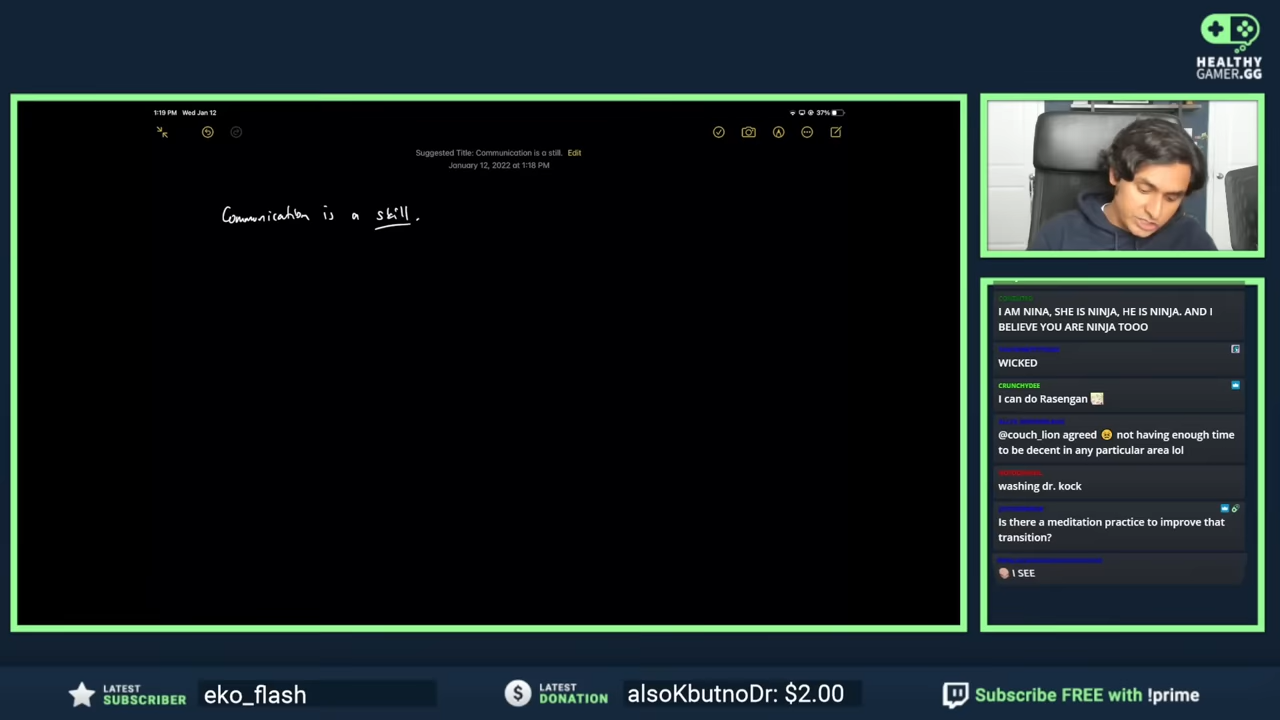 HEALTHY
GAMER.GG
1:19 PM Wed Jan 12
37%
Suggested Title: Communication is a still. Edit
January 12, 2022 at 1:18 PM
Communication is a skill.
I AM NINA, SHE IS NINJA, HE IS NINJA. AND I
BELIEVE YOU ARE NINJA TOOO
WICKED
CRUNCHYDEE
I can do Rasengan
@couch_lion agreed not having enough time
to be decent in any particular area lol
washing dr. kock
Is there a meditation practice to improve that
transition?
I SEE
LATEST
SUBSCRIBER
eko_flash
LATEST
DONATION
alsoKbutnoDr: $2.00
Subscribe FREE with !prime